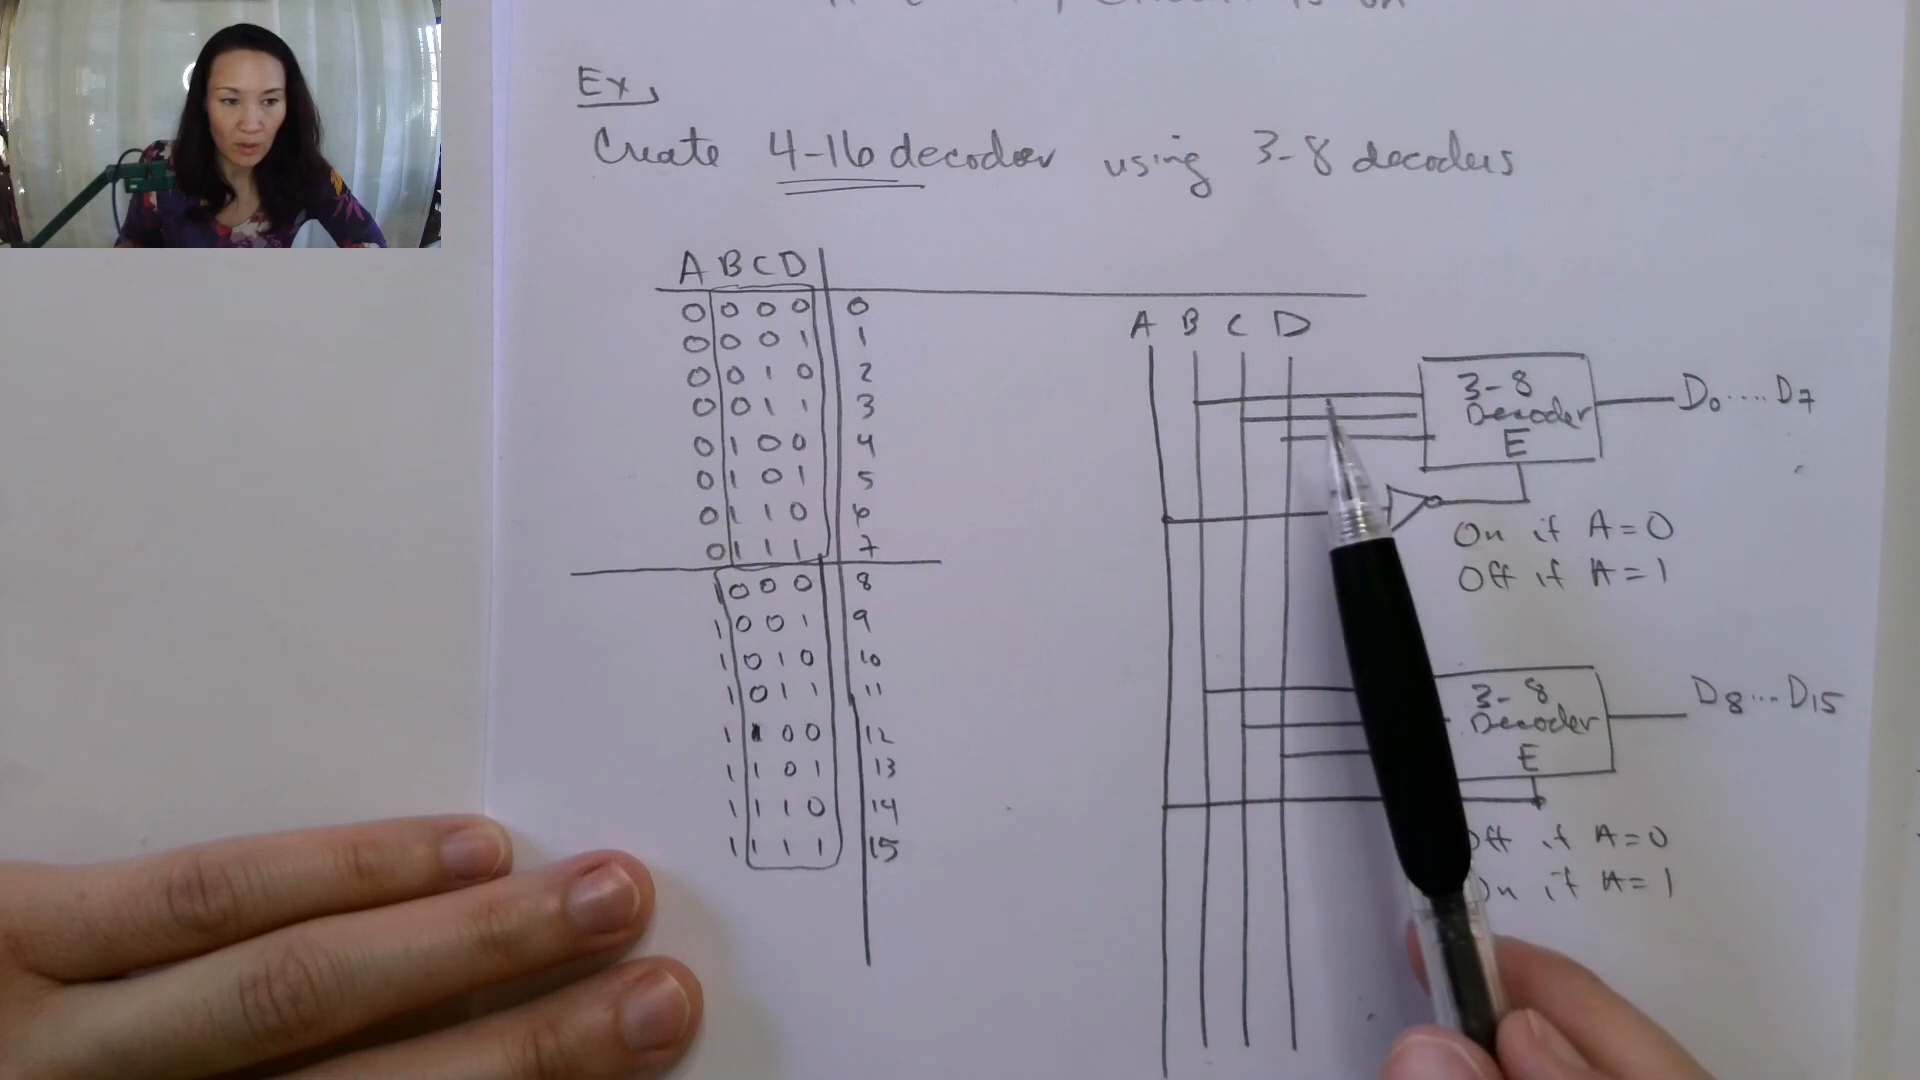 Ex,
Create 4-16 decoder using 3-8 decoders
A B C D
0 0 0 0 0
0 0 0 1 1
0 0 1 0 2
0 0 1 1 3
0 1 0 0 4
0 1 0 1 5
0 1 1 0 6
0 1 1 1 7
1 0 0 0 8
1 0 0 1 9
1 0 1 0 10
1 0 1 1 11
1 1 0 0 12
1 1 0 1 13
1 1 1 0 14
1 1 1 1 15
A B C D
3-8
Decoder
E
D0....D7
On if A=0
Off if A=1
3-8
Decoder
E
D8...D15
Off if A=0
On if A=1